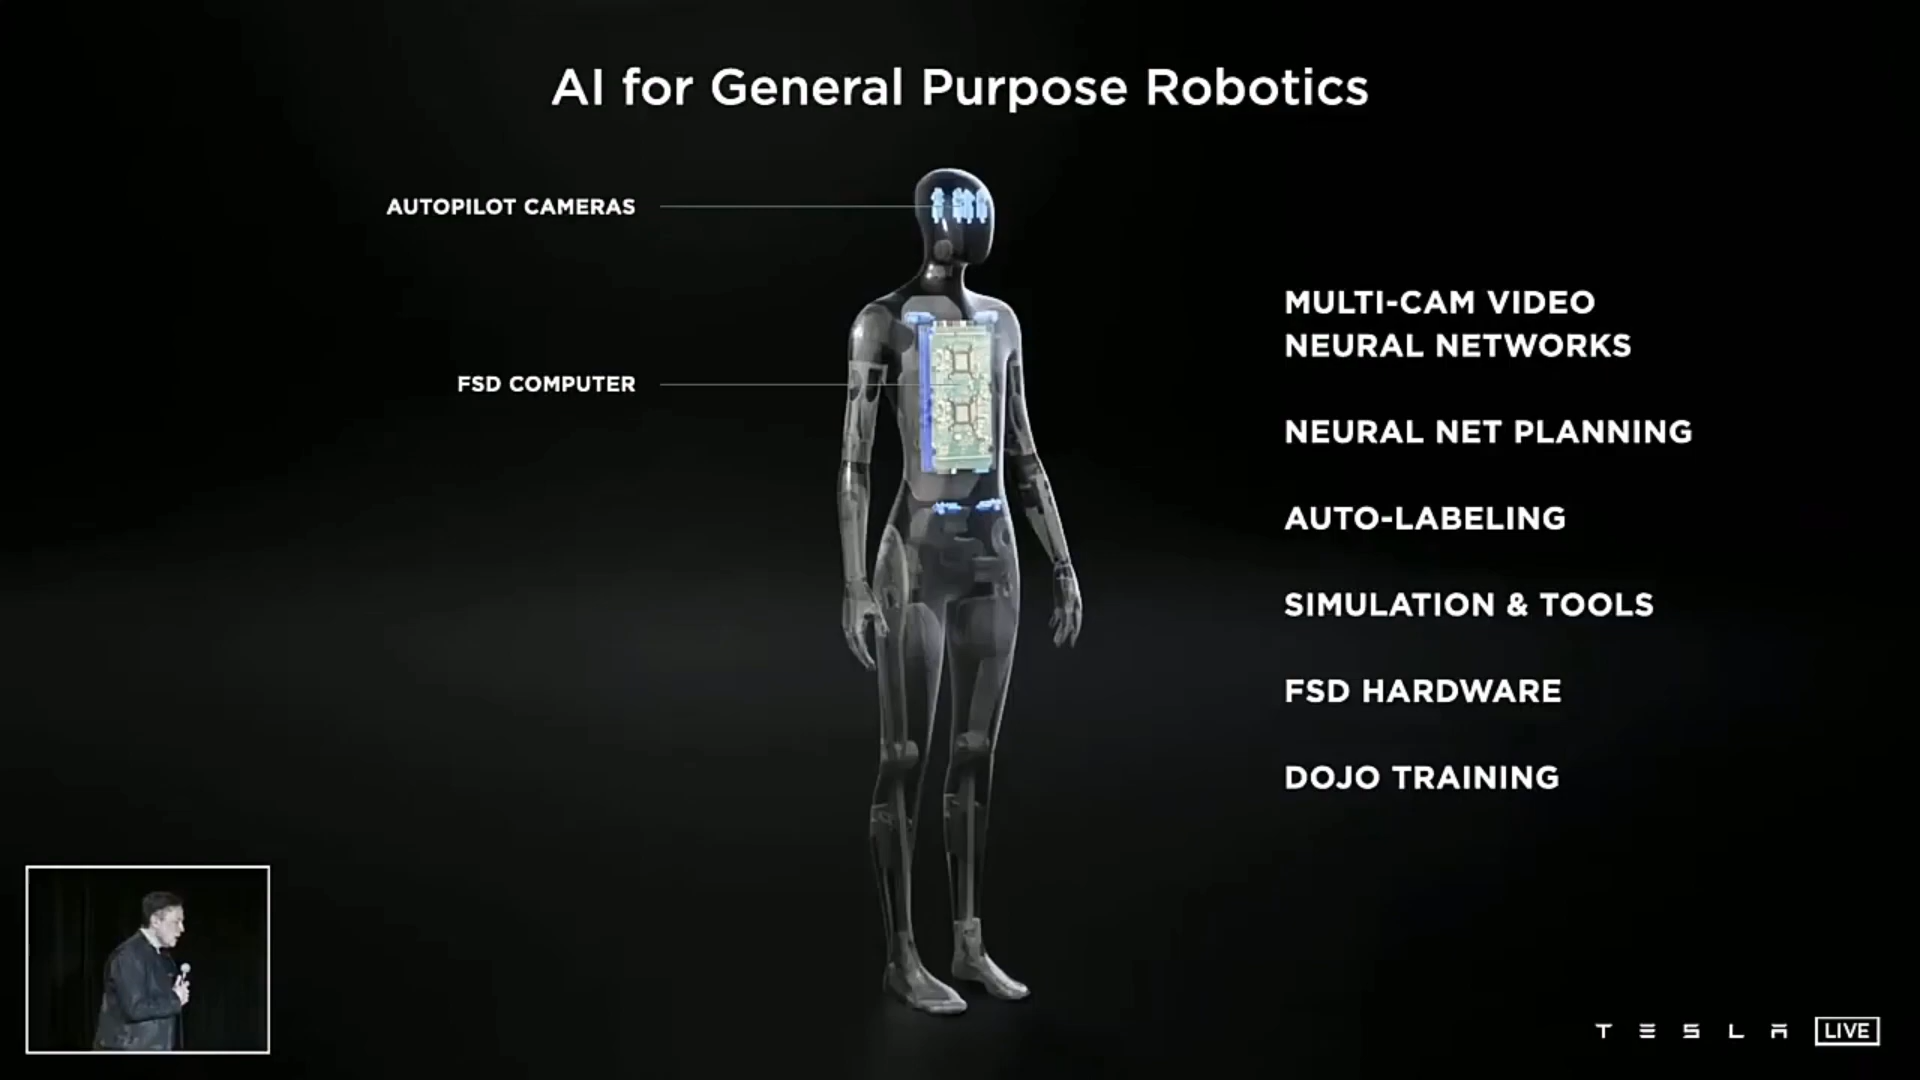 AI for General Purpose Robotics
AUTOPILOT CAMERAS
FSD COMPUTER
MULTI-CAM VIDEO
NEURAL NETWORKS
NEURAL NET PLANNING
AUTO-LABELING
SIMULATION & TOOLS
FSD HARDWARE
DOJO TRAINING
TESLA LIVE